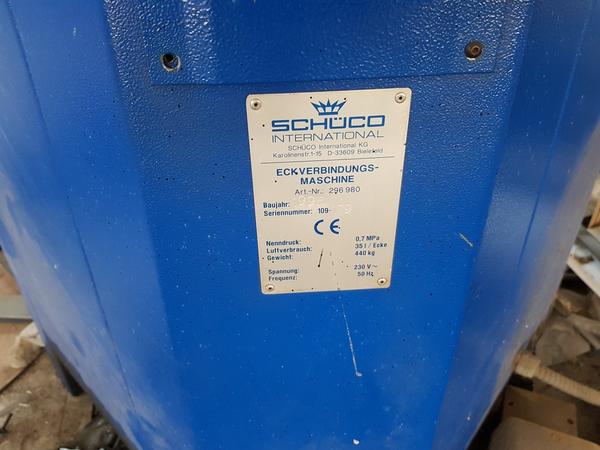 SCHÜCO
INTERNATIONAL
SCHÜCO International KG
Karolinenstr.1-15 D-33609 Bielefeld
ECKVERBINDUNGS-
MASCHINE
Art.-Nr.: 296 980
Baujahr:
Seriennummer: 109-
CE
Nenndruck: 0,7 MPa
Luftverbrauch: 35 l / Ecke
Gewicht: 440 kg
Spannung: 230 V ~
Frequenz: 50 Hz